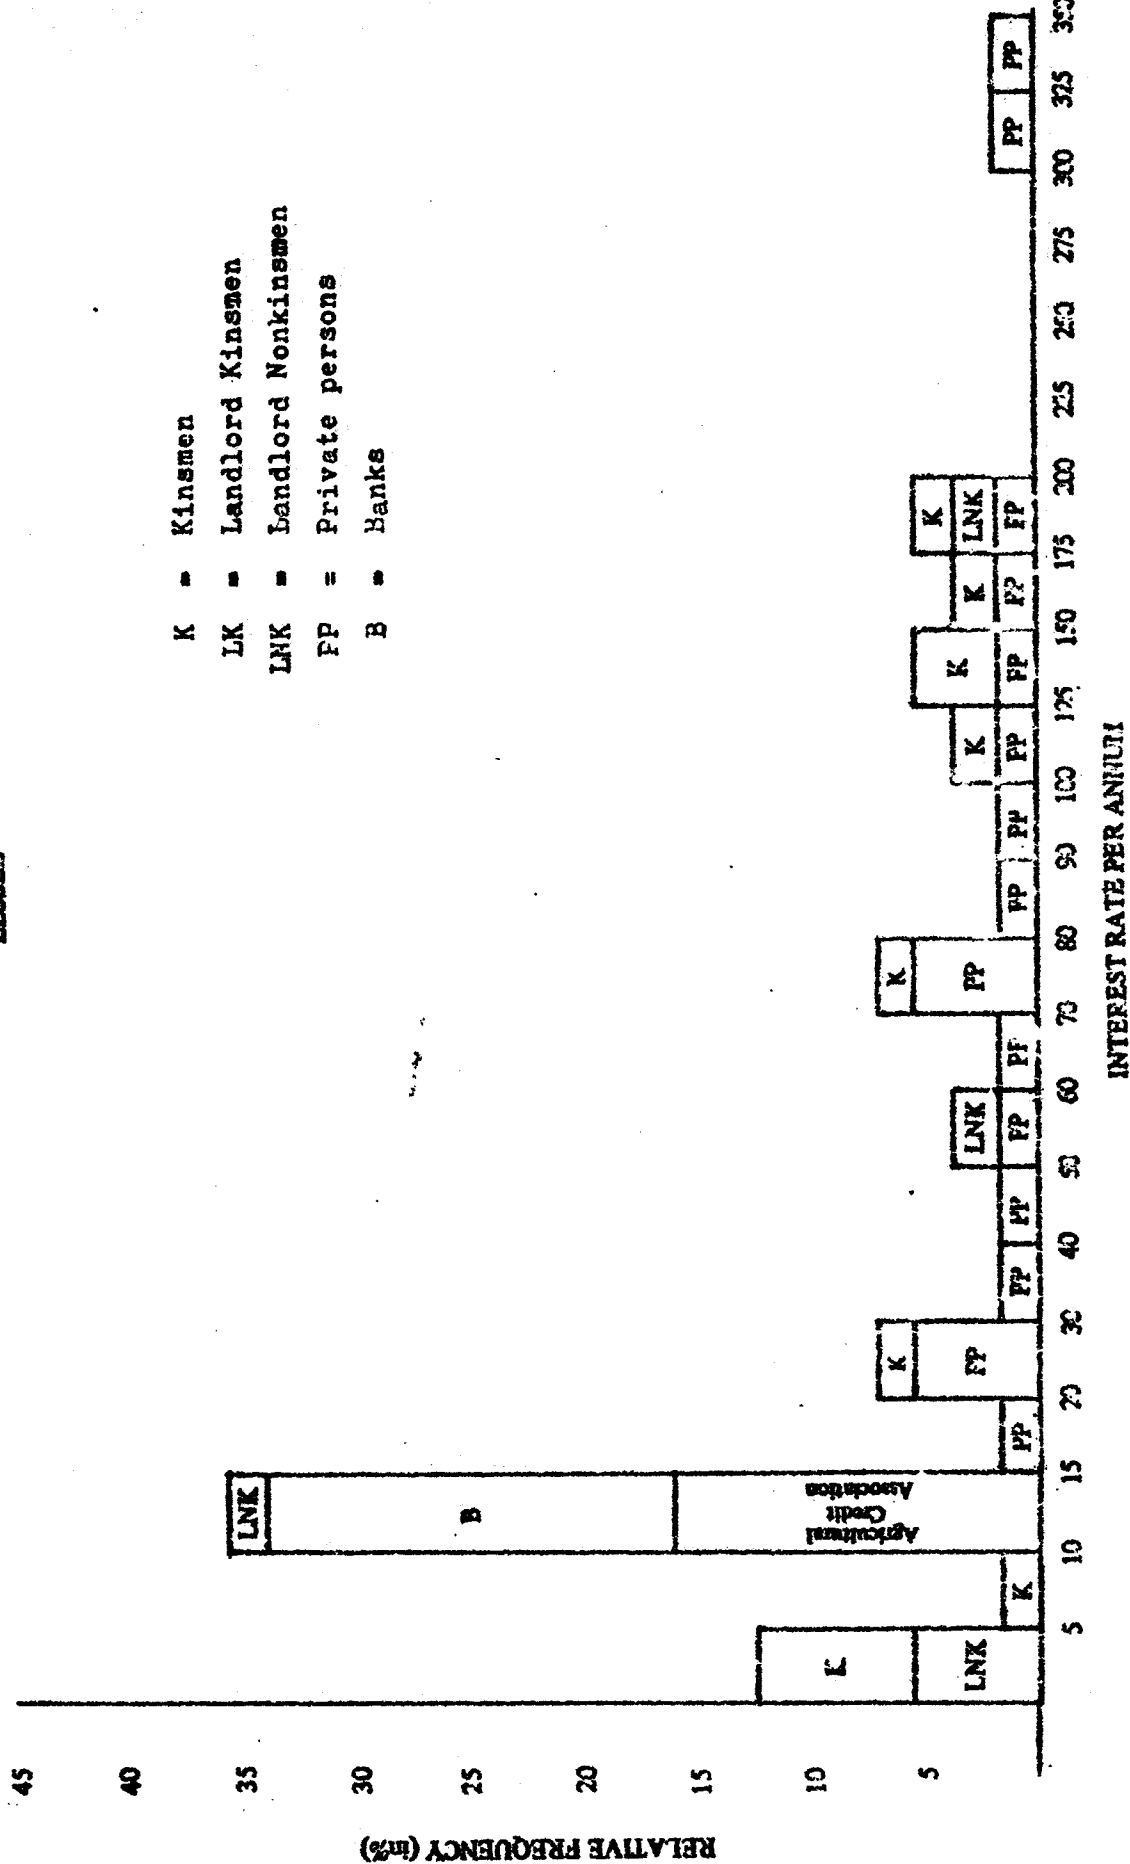 K = Kinsmen
LK = Landlord Kinsmen
LNK = Landlord Nonkinsmen
PP = Private persons
B = Banks
RELATIVE FREQUENCY (in%)
45
40
35
30
25
20
15
10
5
K
LNK
K
LNK
B
Agricultural
Credit
Association
PP
K
PP
PP
PP
LNK
PP
PP
K
PP
PP
PP
K
PP
K
PP
K
PP
K
LNK
PP
PP
PP
5 10 15 20 30 40 50 60 70 80 90 100 125 150 175 200 225 250 275 300 325 350
INTEREST RATE PER ANNUM